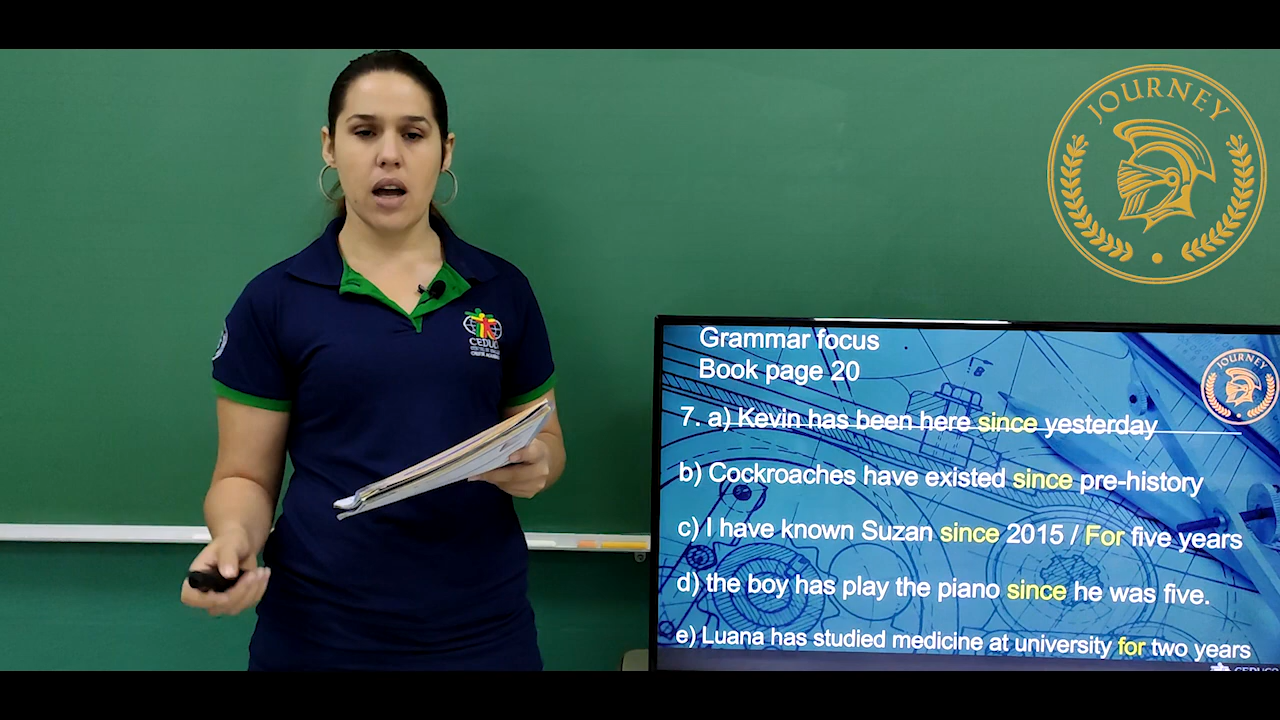 JOURNEY
Grammar focus
Book page 20
JOURNEY
7. a) Kevin has been here since yesterday
b) Cockroaches have existed since pre-history
c) I have known Suzan since 2015 / For five years
d) the boy has play the piano since he was five.
e) Luana has studied medicine at university for two years
CEDUC